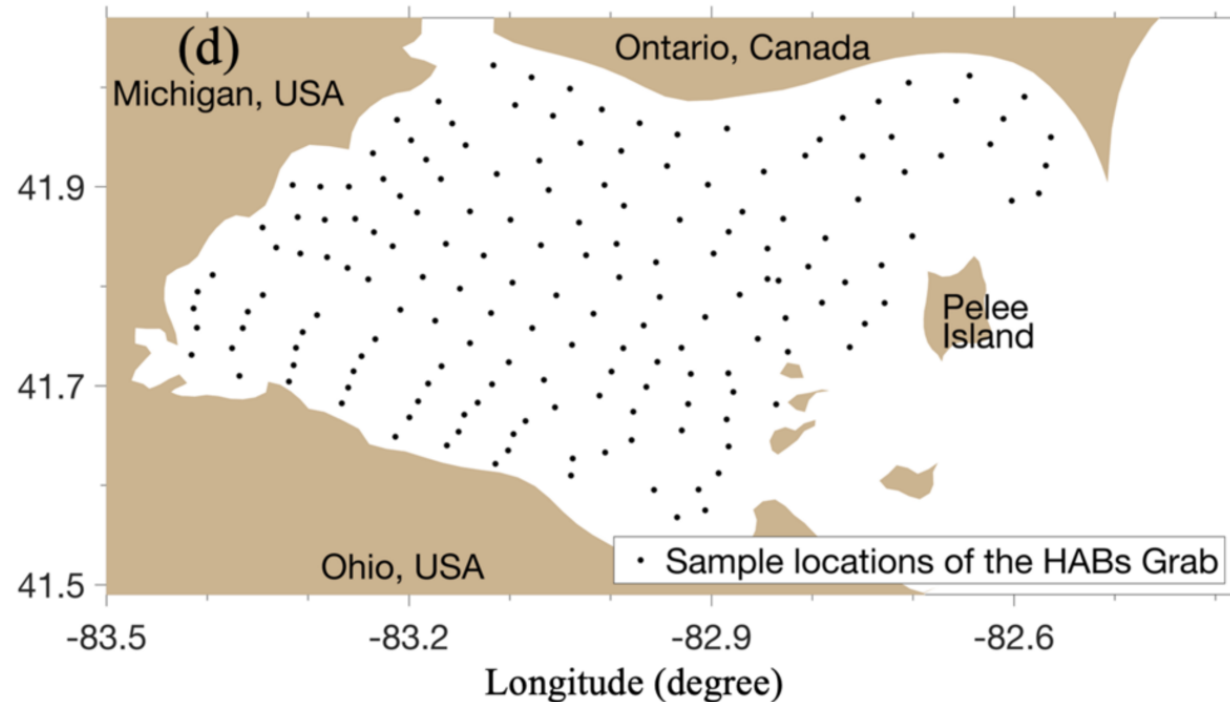 (d)
Ontario, Canada
Michigan, USA
41.9
Pelee
Island
41.7
Ohio, USA
Sample locations of the HABs Grab
41.5
-83.5
-83.2
-82.9
-82.6
Longitude (degree)